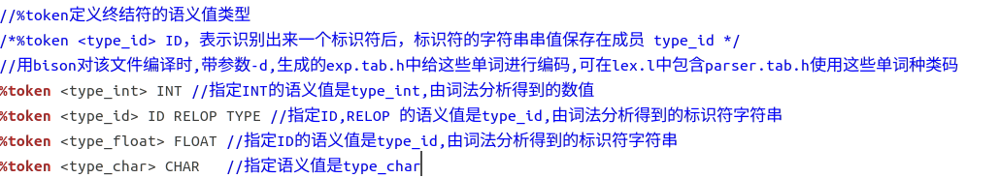 //%token定义终结符的语义值类型
/*%token <type_id> ID，表示识别出来一个标识符后，标识符的字符串串值保存在成员 type_id */
//用bison对该文件编译时,带参数-d,生成的exp.tab.h中给这些单词进行编码,可在lex.l中包含parser.tab.h使用这些单词种类码
%token <type_int> INT //指定INT的语义值是type_int,由词法分析得到的数值
%token <type_id> ID RELOP TYPE //指定ID,RELOP 的语义值是type_id,由词法分析得到的标识符字符串
%token <type_float> FLOAT //指定ID的语义值是type_id,由词法分析得到的标识符字符串
%token <type_char> CHAR   //指定语义值是type_char